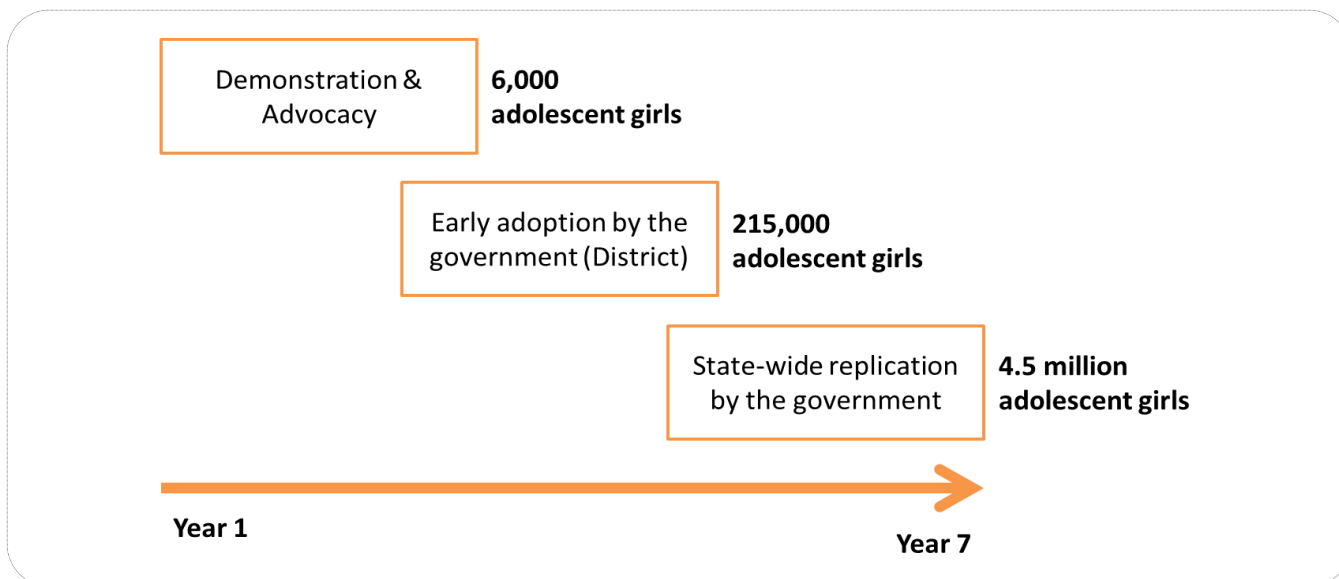 Demonstration &
Advocacy
6,000
adolescent girls
Early adoption by the
government (District)
215,000
adolescent girls
State-wide replication
by the government
4.5 million
adolescent girls
Year 1
Year 7